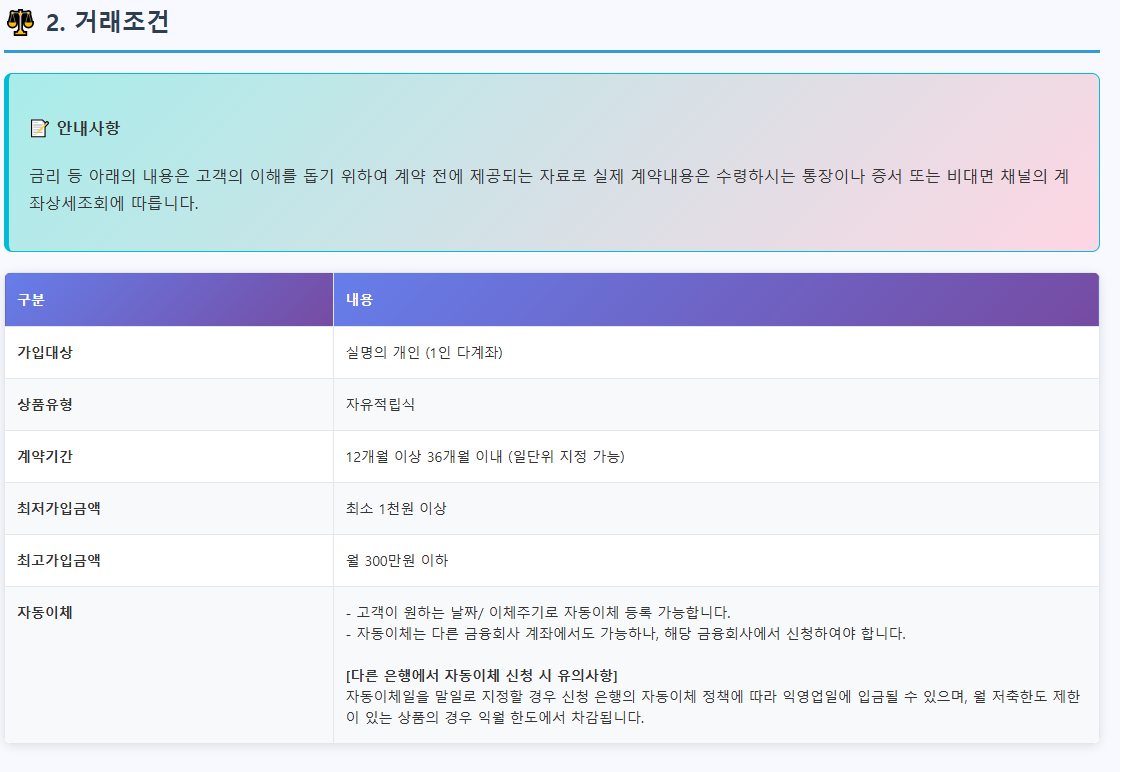 ⚖ 2. 거래조건
📝 안내사항
금리 등 아래의 내용은 고객의 이해를 돕기 위하여 계약 전에 제공되는 자료로 실제 계약내용은 수령하시는 통장이나 증서 또는 비대면 채널의 계
좌상세조회에 따릅니다.
구분 내용
가입대상 실명의 개인 (1인 다계좌)
상품유형 자유적립식
계약기간 12개월 이상 36개월 이내 (일단위 지정 가능)
최저가입금액 최소 1천원 이상
최고가입금액 월 300만원 이하
자동이체 - 고객이 원하는 날짜/ 이체주기로 자동이체 등록 가능합니다.
- 자동이체는 다른 금융회사 계좌에서도 가능하나, 해당 금융회사에서 신청하여야 합니다.
[다른 은행에서 자동이체 신청 시 유의사항]
자동이체일을 말일로 지정할 경우 신청 은행의 자동이체 정책에 따라 익영업일에 입금될 수 있으며, 월 저축한도 제한
이 있는 상품의 경우 익월 한도에서 차감됩니다.